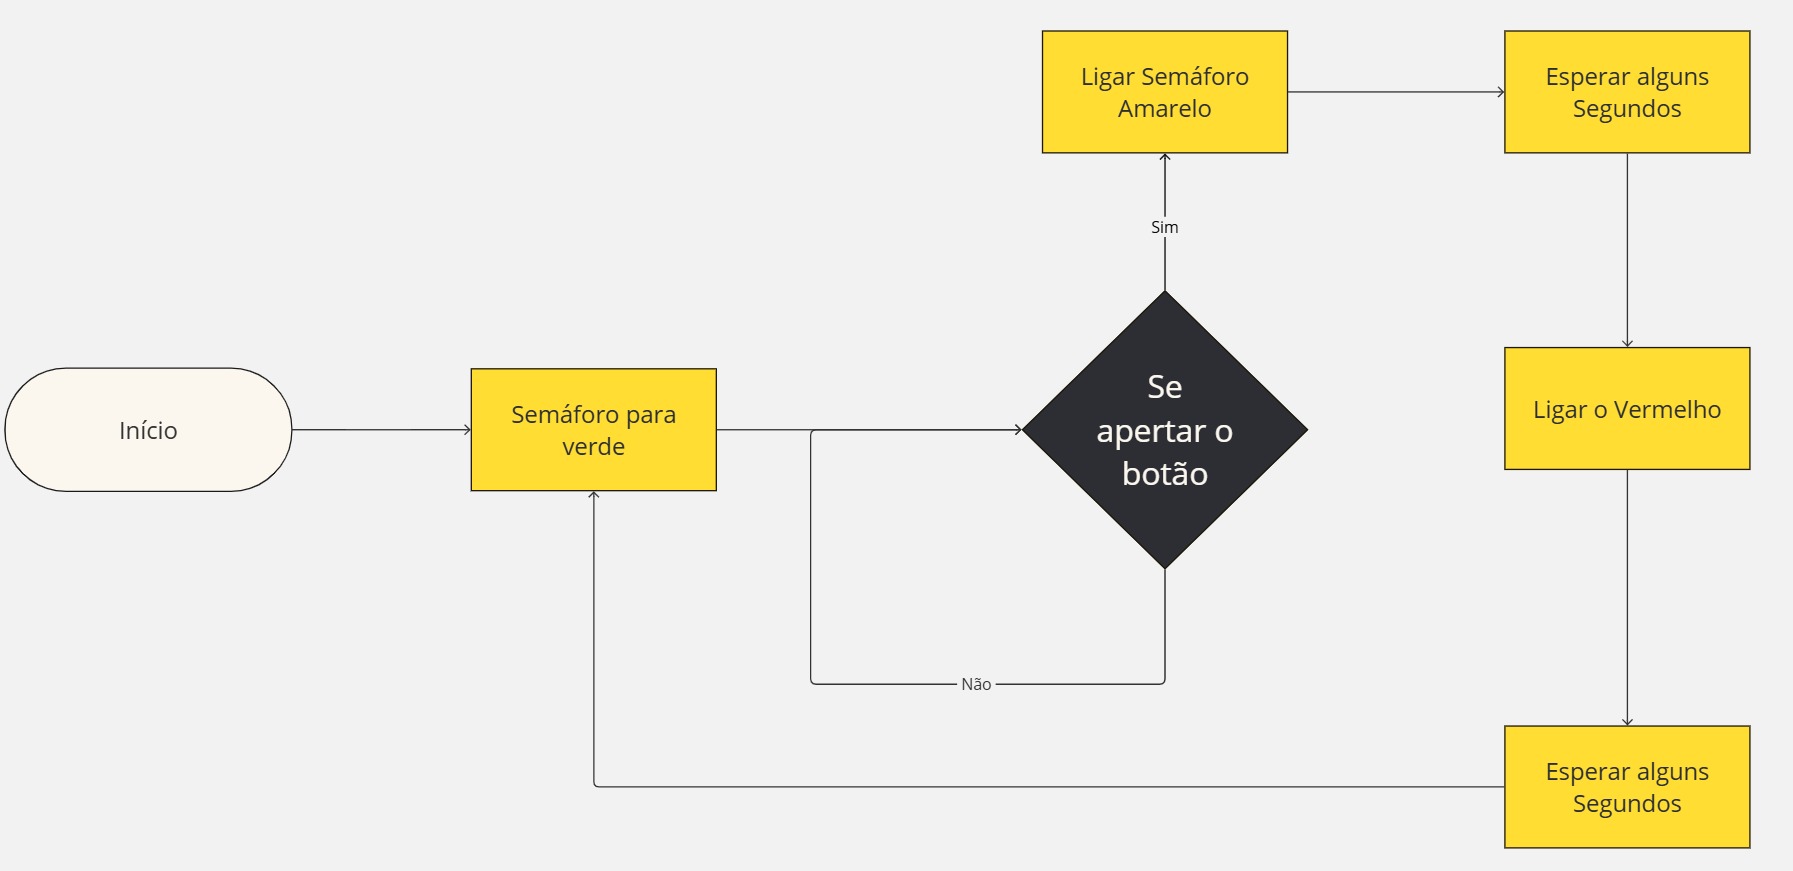 Início
Semáforo para
verde
Se
apertar o
botão
Sim
Não
Ligar Semáforo
Amarelo
Esperar alguns
Segundos
Ligar o Vermelho
Esperar alguns
Segundos